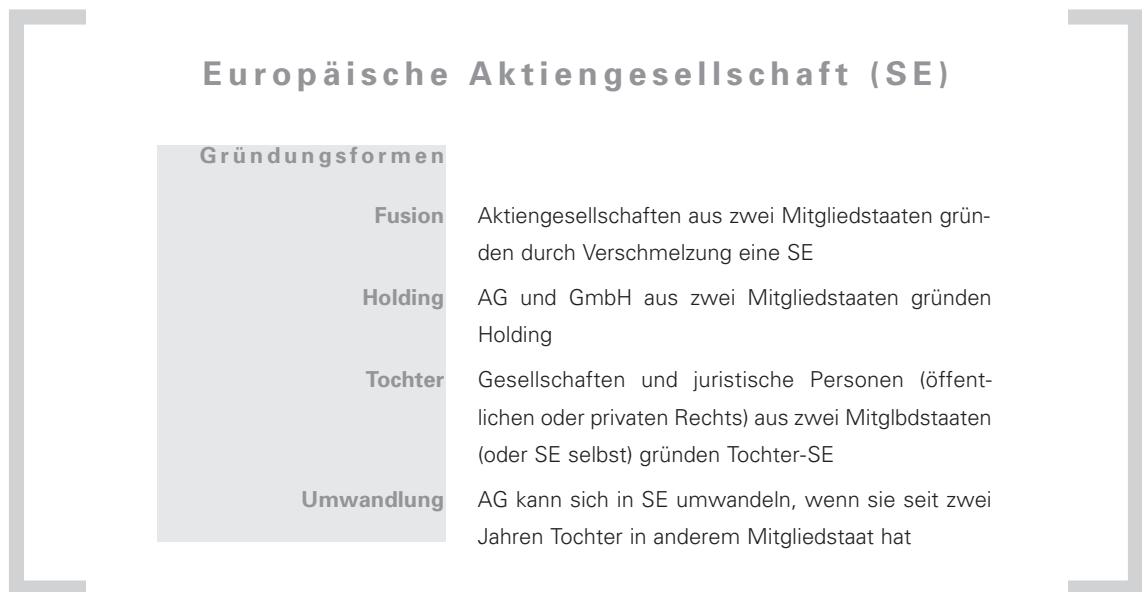 Europäische Aktiengesellschaft (SE)
Gründungsformen
Fusion Aktiengesellschaften aus zwei Mitgliedstaaten grün-
den durch Verschmelzung eine SE
Holding AG und GmbH aus zwei Mitgliedstaaten gründen
Holding
Tochter Gesellschaften und juristische Personen (öffent-
lichen oder privaten Rechts) aus zwei Mitglbdstaaten
(oder SE selbst) gründen Tochter-SE
Umwandlung AG kann sich in SE umwandeln, wenn sie seit zwei
Jahren Tochter in anderem Mitgliedstaat hat